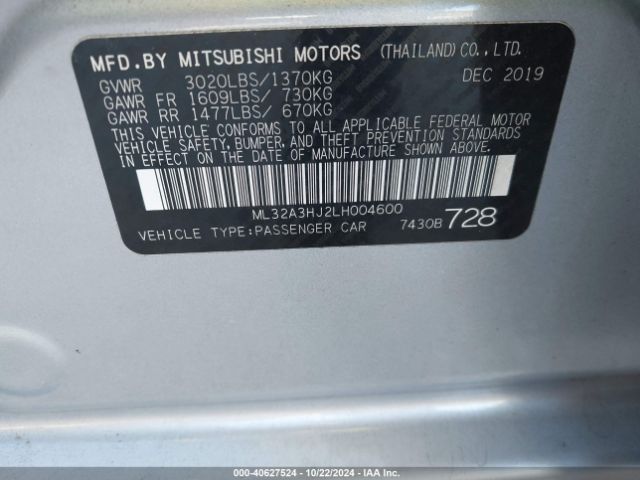 MFD.BY MITSUBISHI MOTORS (THAILAND)CO.,LTD.
GVWR 3020LBS/1370KG DEC 2019
GAWR FR 1609LBS/ 730KG
GAWR RR 1477LBS/ 670KG
THIS VEHICLE CONFORMS TO ALL APPLICABLE FEDERAL MOTOR
VEHICLE SAFETY, BUMPER, AND THEFT PREVENTION STANDARDS
IN EFFECT ON THE DATE OF MANUFACTURE SHOWN ABOVE.
ML32A3HJ2LH004600
VEHICLE TYPE:PASSENGER CAR 7430B 728
000-40627524 | 10/22/2024 | IAA Inc.